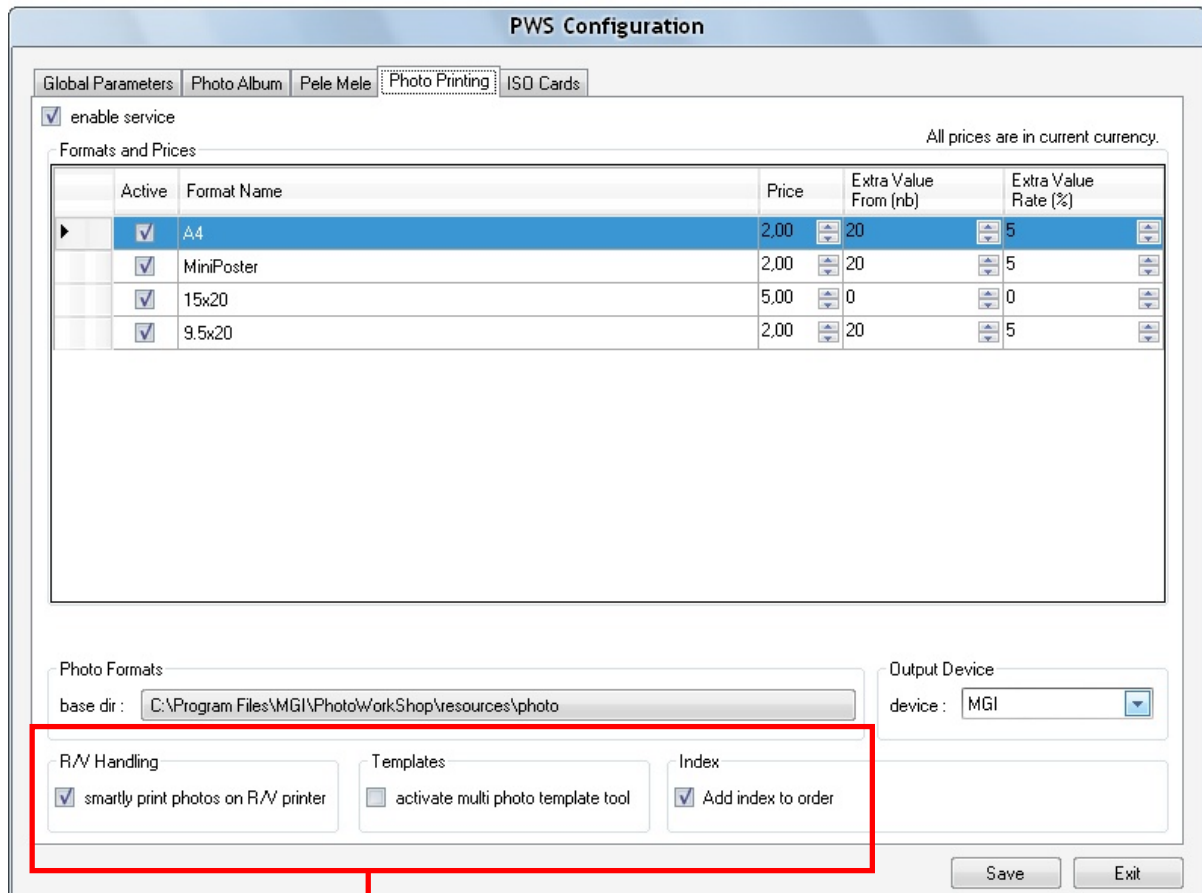 PWS Configuration
Global Parameters Photo Album Pele Mele Photo Printing ISO Cards
enable service
All prices are in current currency.
Formats and Prices
Active Format Name Price Extra Value From (nb) Extra Value Rate (%)
A4 2,00 20 5
MiniPoster 2,00 20 5
15x20 5,00 0 0
9.5x20 2,00 20 5
Photo Formats Output Device
base dir : C:\Program Files\MGI\PhotoWorkShop\resources\photo device : MGI
R/V Handling Templates Index
smartly print photos on R/V printer activate multi photo template tool Add index to order
Save Exit